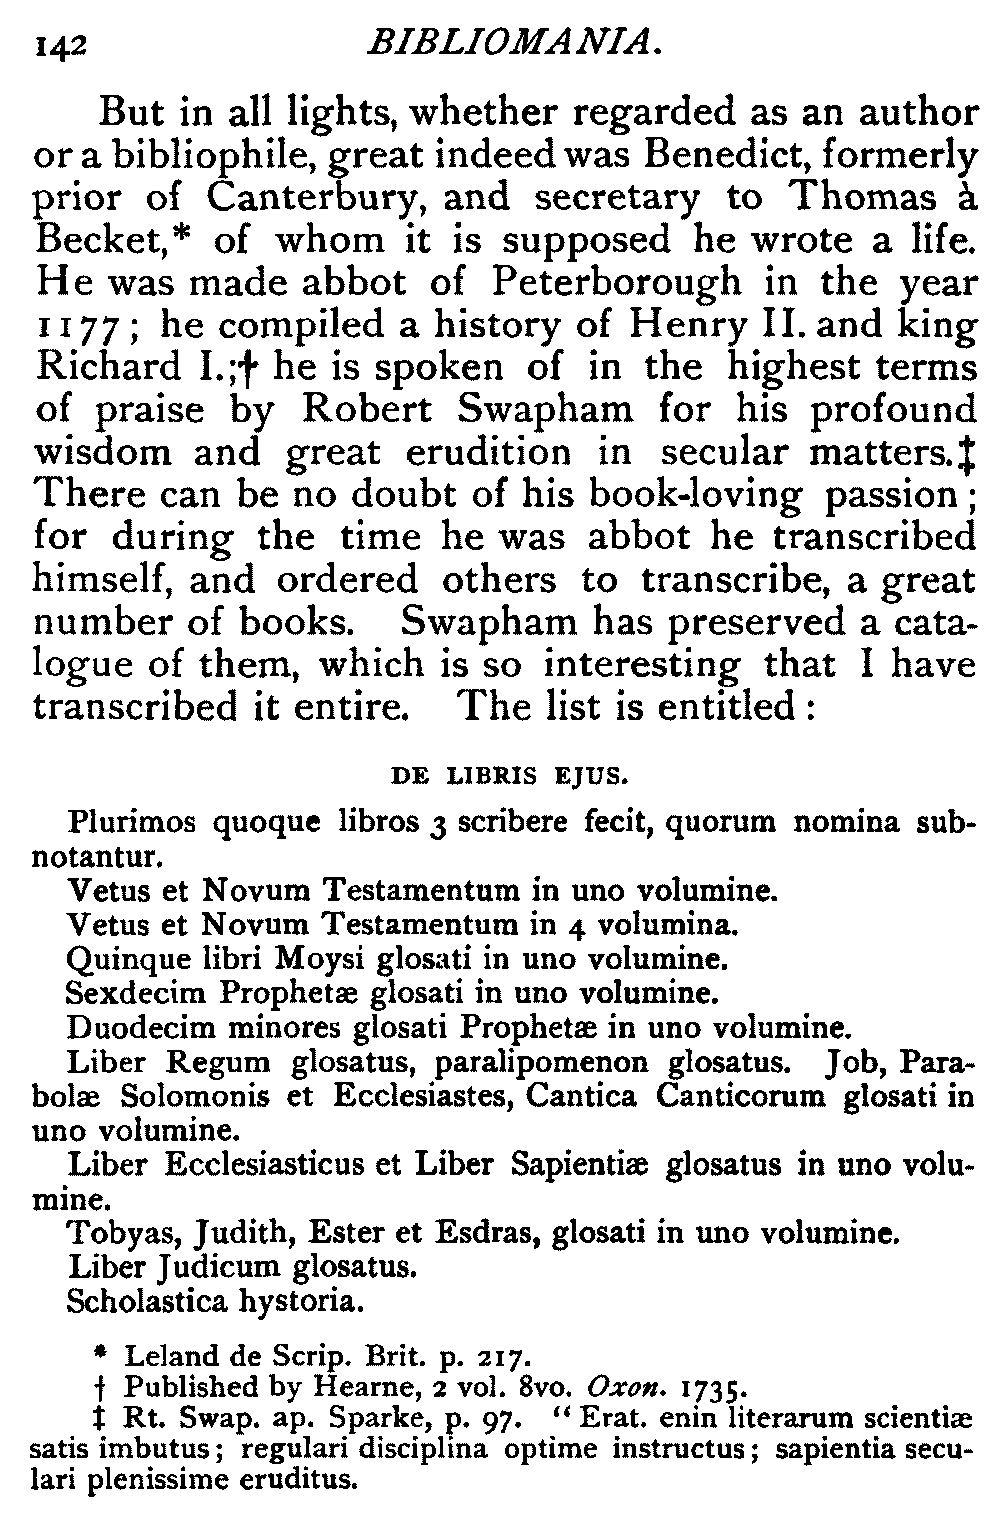 142 BIBLIOMANIA.
But in all lights, whether regarded as an author
or a bibliophile, great indeed was Benedict, formerly
prior of Canterbury, and secretary to Thomas à
Becket,* of whom it is supposed he wrote a life.
He was made abbot of Peterborough in the year
1177; he compiled a history of Henry II. and king
Richard I.;† he is spoken of in the highest terms
of praise by Robert Swapham for his profound
wisdom and great erudition in secular matters.‡
There can be no doubt of his book-loving passion;
for during the time he was abbot he transcribed
himself, and ordered others to transcribe, a great
number of books. Swapham has preserved a cata-
logue of them, which is so interesting that I have
transcribed it entire. The list is entitled:
DE LIBRIS EJUS.
Plurimos quoque libros 3 scribere fecit, quorum nomina sub-
notantur.
Vetus et Novum Testamentum in uno volumine.
Vetus et Novum Testamentum in 4 volumina.
Quinque libri Moysi glosati in uno volumine.
Sexdecim Prophetæ glosati in uno volumine.
Duodecim minores glosati Prophetæ in uno volumine.
Liber Regum glosatus, paralipomenon glosatus. Job, Para-
bolæ Solomonis et Ecclesiastes, Cantica Canticorum glosati in
uno volumine.
Liber Ecclesiasticus et Liber Sapientiæ glosatus in uno volu-
mine.
Tobyas, Judith, Ester et Esdras, glosati in uno volumine.
Liber Judicum glosatus.
Scholastica hystoria.
* Leland de Scrip. Brit. p. 217.
† Published by Hearne, 2 vol. 8vo. Oxon. 1735.
‡ Rt. Swap. ap. Sparke, p. 97. “Erat. enin literarum scientiæ
satis imbutus; regulari disciplina optime instructus; sapientia secu-
lari plenissime eruditus.